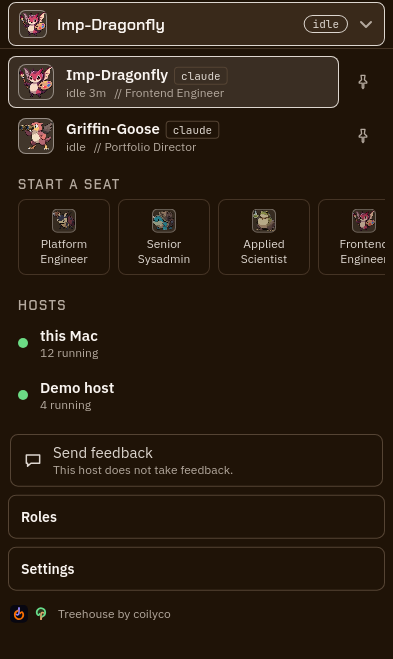 Imp-Dragonfly
idle
Imp-Dragonfly claude
idle 3m // Frontend Engineer
Griffin-Goose claude
idle // Portfolio Director
START A SEAT
Platform
Engineer
Senior
Sysadmin
Applied
Scientist
Frontend
Engineer
HOSTS
this Mac
12 running
Demo host
4 running
Send feedback
This host does not take feedback.
Roles
Settings
Treehouse by coilyco